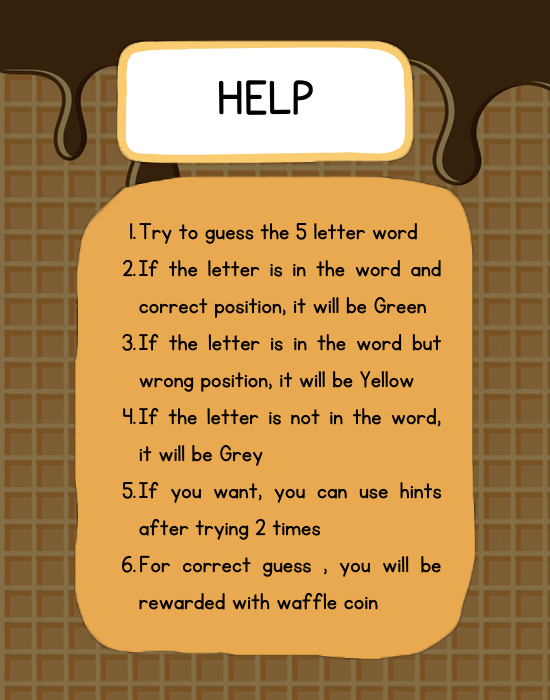 HELP
1. Try to guess the 5 letter word
2. If the letter is in the word and
correct position, it will be Green
3. If the letter is in the word but
wrong position, it will be Yellow
4. If the letter is not in the word,
it will be Grey
5. If you want, you can use hints
after trying 2 times
6. For correct guess , you will be
rewarded with waffle coin